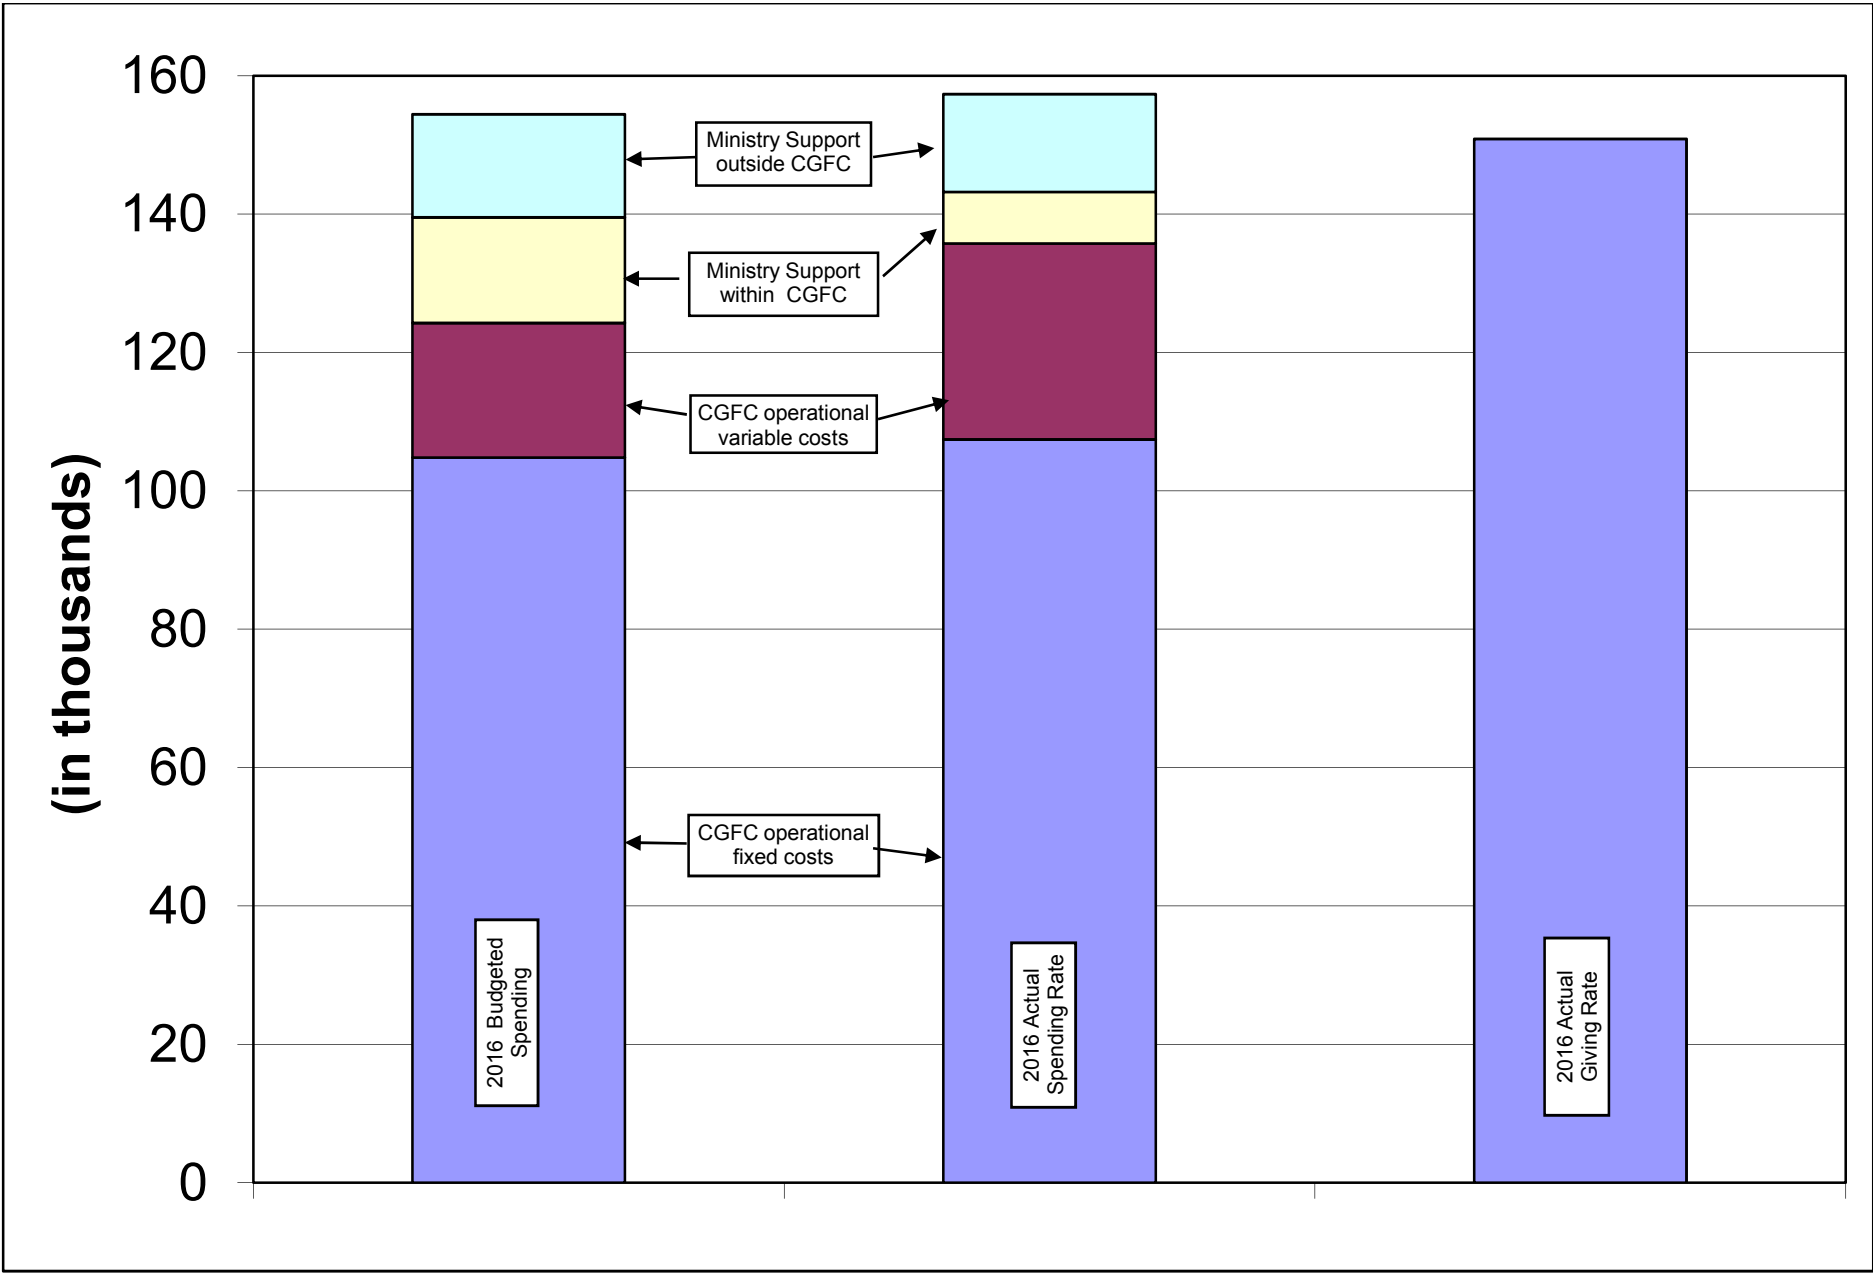 (in thousands)
160
140
120
100
80
60
40
20
0
Ministry Support
outside CGFC
Ministry Support
within  CGFC
CGFC operational
variable costs
CGFC operational
fixed costs
2016  Budgeted
Spending
2016 Actual
Spending Rate
2016 Actual
Giving Rate